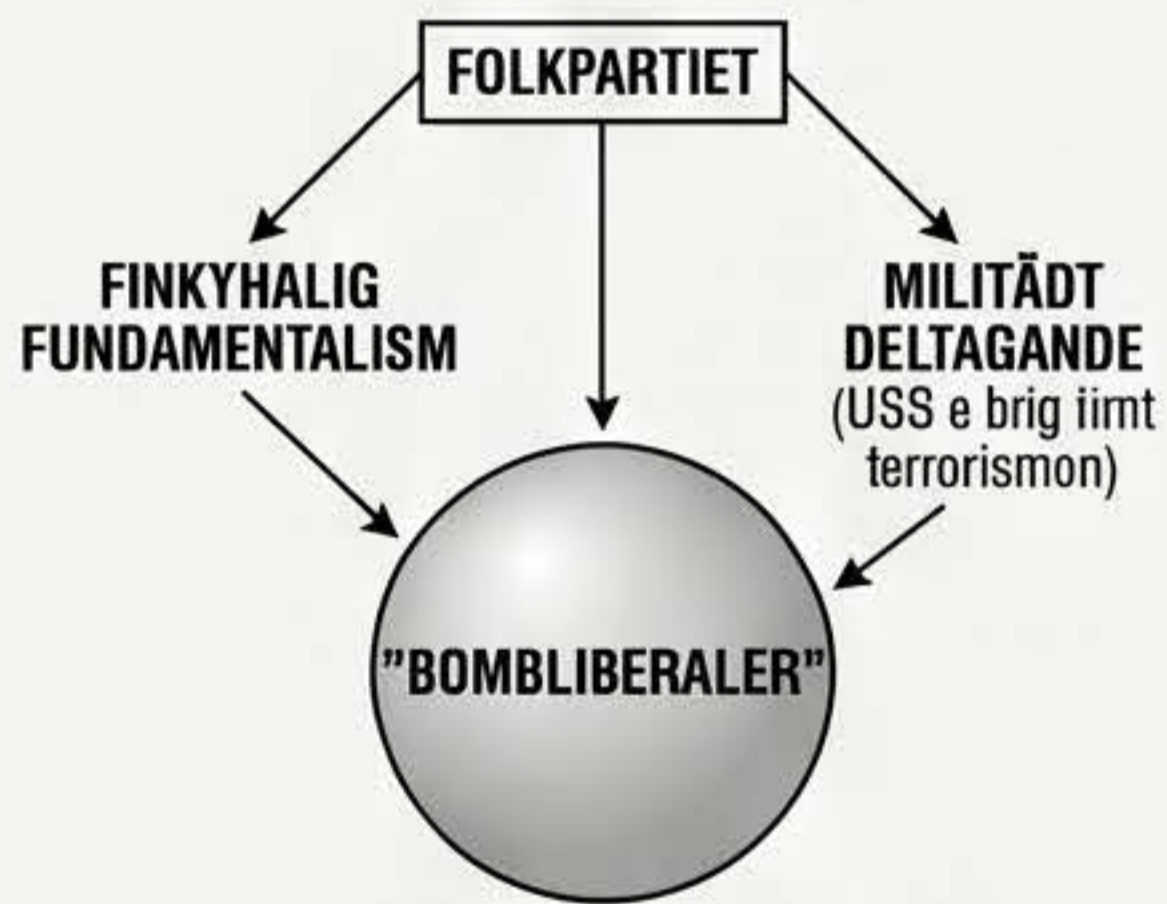 FOLKPARTIET
FINKYHALIG
FUNDAMENTALISM
MILITÄDT
DELTAGANDE
(USS e brig iimt
terrorismon)
”BOMBLIBERALER”